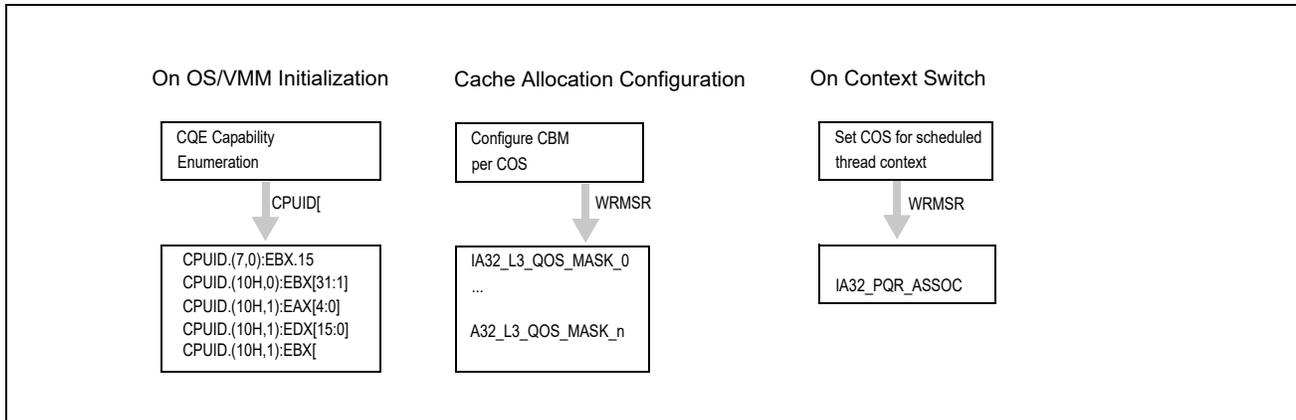 On OS/VMM Initialization
CQE Capability
Enumeration
CPUID[
CPUID.(7,0):EBX.15
CPUID.(10H,0):EBX[31:1]
CPUID.(10H,1):EAX[4:0]
CPUID.(10H,1):EDX[15:0]
CPUID.(10H,1):EBX[
Cache Allocation Configuration
Configure CBM
per COS
WRMSR
IA32_L3_QOS_MASK_0
...
A32_L3_QOS_MASK_n
On Context Switch
Set COS for scheduled
thread context
WRMSR
IA32_PQR_ASSOC